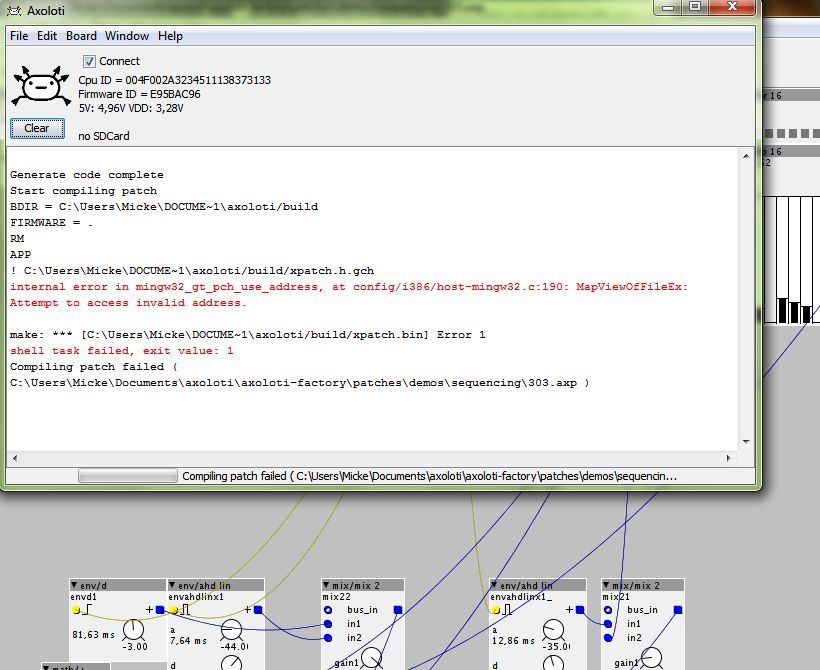 Axoloti
File Edit Board Window Help
Connect
Cpu ID = 004F002A3234511138373133
Firmware ID = E95BAC96
5V: 4,96V VDD: 3,28V
Clear
no SDCard
Generate code complete
Start compiling patch
BDIR = C:\Users\Micke\DOCUME~1\axoloti/build
FIRMWARE = .
RM
APP
! C:\Users\Micke\DOCUME~1\axoloti/build/xpatch.h.gch
internal error in mingw32_gt_pch_use_address, at config/i386/host-mingw32.c:190: MapViewOfFileEx:
Attempt to access invalid address.
make: *** [C:\Users\Micke\DOCUME~1\axoloti/build/xpatch.bin] Error 1
shell task failed, exit value: 1
Compiling patch failed (
C:\Users\Micke\Documents\axoloti\axoloti-factory\patches\demos\sequencing\303.axp )
Compiling patch failed ( C:\Users\Micke\Documents\axoloti\axoloti-factory\patches\demos\sequencin...
16
16
env/d
envd1
+
81,63 ms
-3.00
env/ahd lin
envahdlinx1
+
a
7,64 ms
-44.00
d
mix/mix 2
mix22
bus_in
in1
in2
gain1
env/ahd lin
envahdlinx1_
+
a
12,86 ms
-35.00
d
mix/mix 2
mix21
bus_in
in1
in2
gain1
math/+